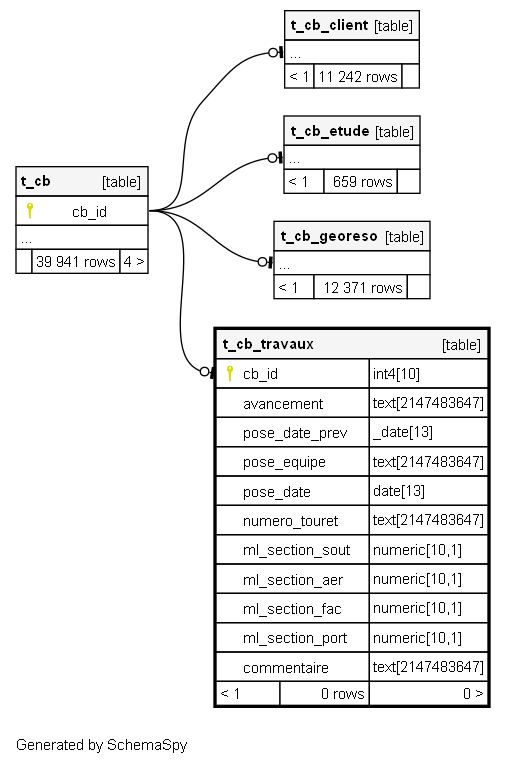 t_cb_client [table]
...
< 1 11 242 rows
t_cb_etude [table]
...
< 1 659 rows
t_cb [table]
cb_id
...
39 941 rows 4 >
t_cb_georeso [table]
...
< 1 12 371 rows
t_cb_travaux [table]
cb_id int4[10]
avancement text[2147483647]
pose_date_prev _date[13]
pose_equipe text[2147483647]
pose_date date[13]
numero_touret text[2147483647]
ml_section_sout numeric[10,1]
ml_section_aer numeric[10,1]
ml_section_fac numeric[10,1]
ml_section_port numeric[10,1]
commentaire text[2147483647]
< 1 0 rows 0 >
Generated by SchemaSpy